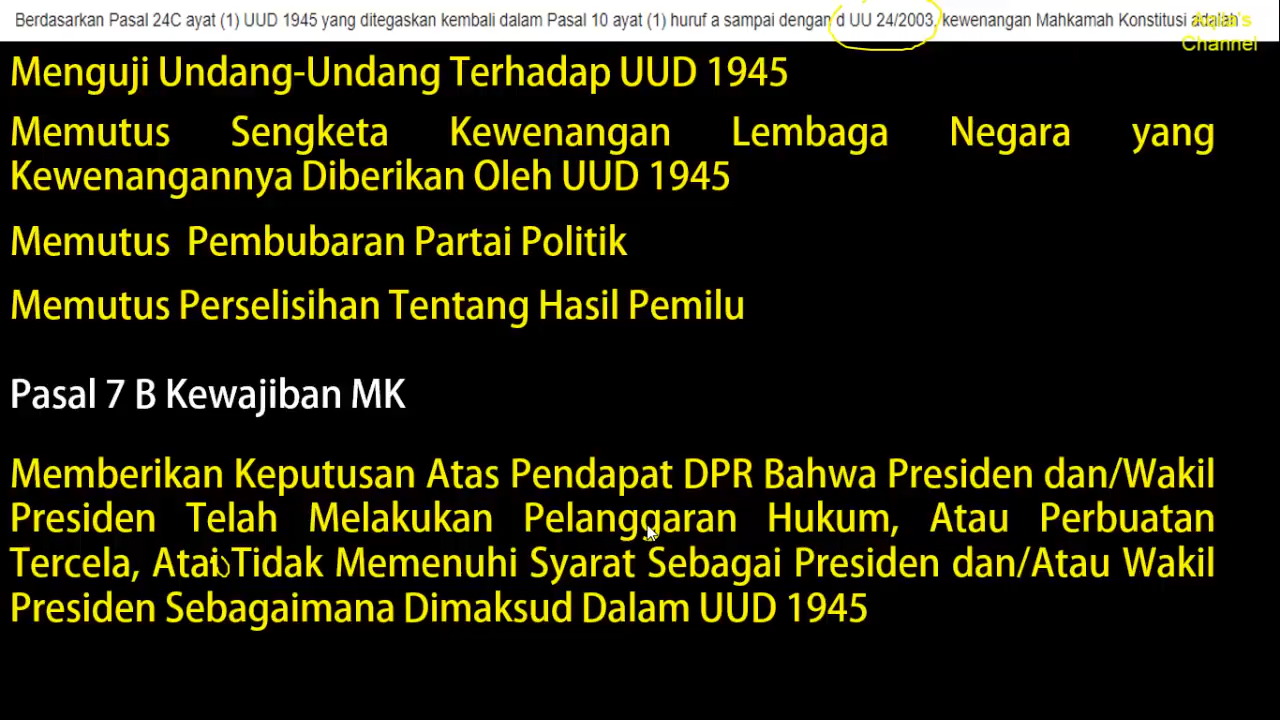 Berdasarkan Pasal 24C ayat (1) UUD 1945 yang ditegaskan kembali dalam Pasal 10 ayat (1) huruf a sampai dengan d UU 24/2003, kewenangan Mahkamah Konstitusi adalah
Aqila's
Channel
Menguji Undang-Undang Terhadap UUD 1945
Memutus Sengketa Kewenangan Lembaga Negara yang
Kewenangannya Diberikan Oleh UUD 1945
Memutus Pembubaran Partai Politik
Memutus Perselisihan Tentang Hasil Pemilu
Pasal 7 B Kewajiban MK
Memberikan Keputusan Atas Pendapat DPR Bahwa Presiden dan/Wakil
Presiden Telah Melakukan Pelanggaran Hukum, Atau Perbuatan
Tercela, Atau Tidak Memenuhi Syarat Sebagai Presiden dan/Atau Wakil
Presiden Sebagaimana Dimaksud Dalam UUD 1945